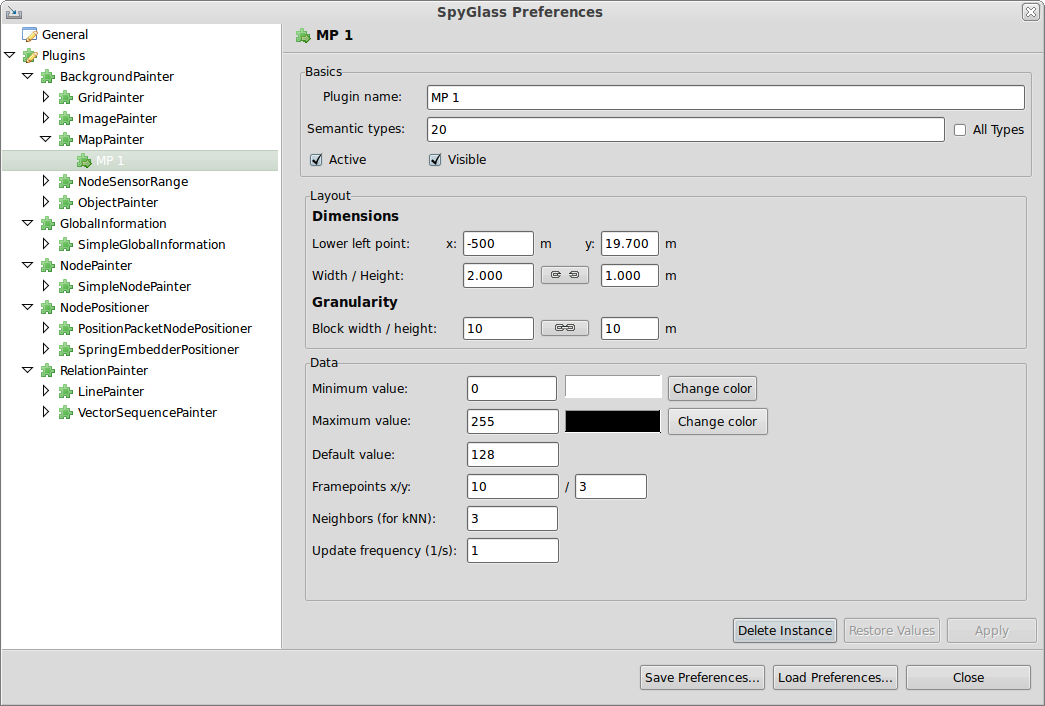 SpyGlass Preferences
General
Plugins
BackgroundPainter
GridPainter
ImagePainter
MapPainter
MP 1
NodeSensorRange
ObjectPainter
GlobalInformation
SimpleGlobalInformation
NodePainter
SimpleNodePainter
NodePositioner
PositionPacketNodePositioner
SpringEmbedderPositioner
RelationPainter
LinePainter
VectorSequencePainter
MP 1
Basics
Plugin name: MP 1
Semantic types: 20 All Types
Active Visible
Layout
Dimensions
Lower left point: x: -500 m y: 19.700 m
Width / Height: 2.000 1.000 m
Granularity
Block width / height: 10 10 m
Data
Minimum value: 0 Change color
Maximum value: 255 Change color
Default value: 128
Framepoints x/y: 10 / 3
Neighbors (for kNN): 3
Update frequency (1/s): 1
Delete Instance Restore Values Apply
Save Preferences... Load Preferences... Close